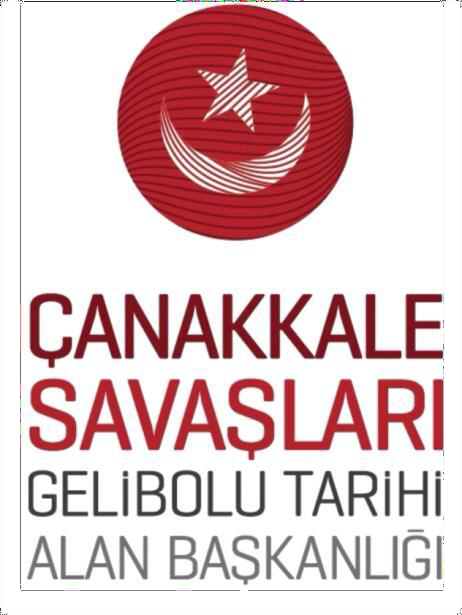 ÇANAKKALE
SAVAŞLARI
GELİBOLU TARİHİ
ALAN BAŞKANLIĞI